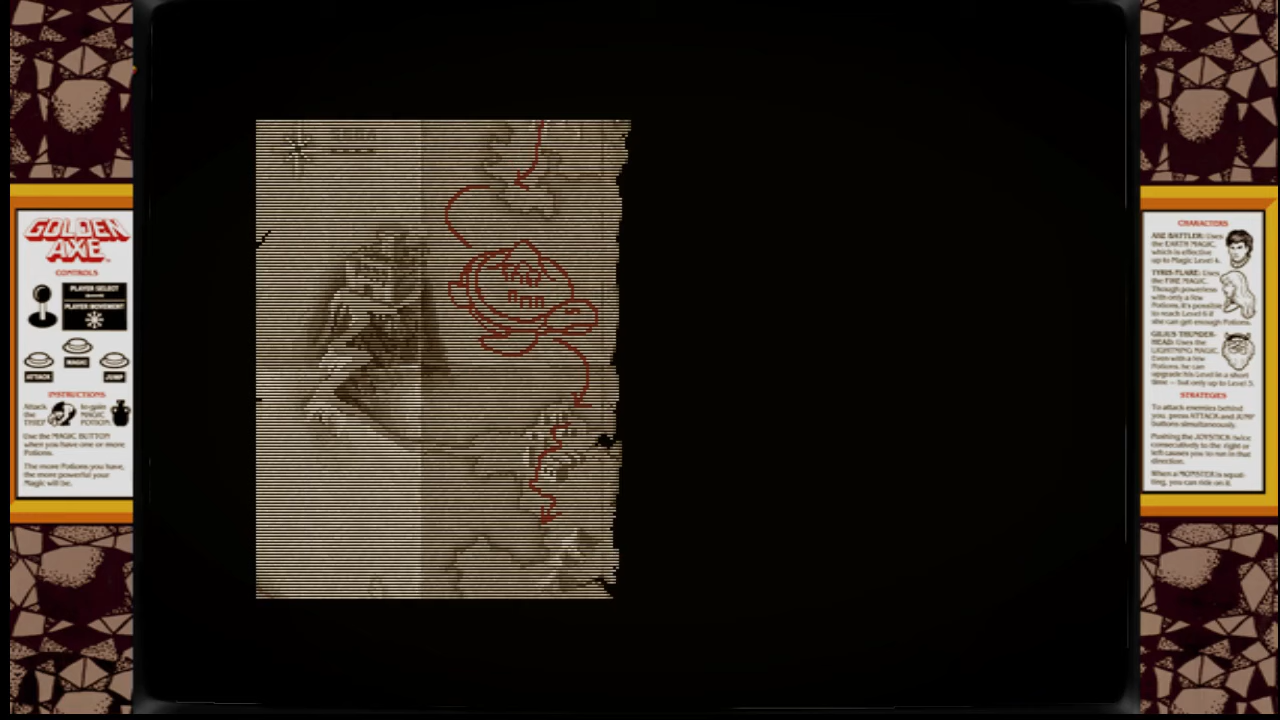 GOLDEN
AXE
CONTROLS
PLAYER SELECT
PLAYER MOVEMENT
MAGIC
ATTACK
JUMP
INSTRUCTIONS
Attack
the
THIEF
to gain
MAGIC
POTION.
Use the MAGIC BUTTON
when you have one or more
Potions.
The more Potions you have,
the more powerful your
Magic will be.
SEGA
CHARACTERS
AXE BATTLER: Uses
the EARTH MAGIC,
which is effective
up to Magic Level 4.
TYRIS FLARE: Uses
the FIRE MAGIC.
Though powerless
with only a few
Potions, it's possible
to reach Level 6 if
she can get enough Potions.
GILIUS THUNDER-
HEAD: Uses the
LIGHTNING MAGIC.
Even with a few
Potions, he can
upgrade his Level in a short
time — but only up to Level 3.
STRATEGIES
To attack enemies behind
you, press ATTACK and JUMP
buttons simultaneously.
Pushing the JOYSTICK twice
consecutively to the right or
left causes you to run in that
direction.
When a MONSTER is squat-
ting, you can ride on it.